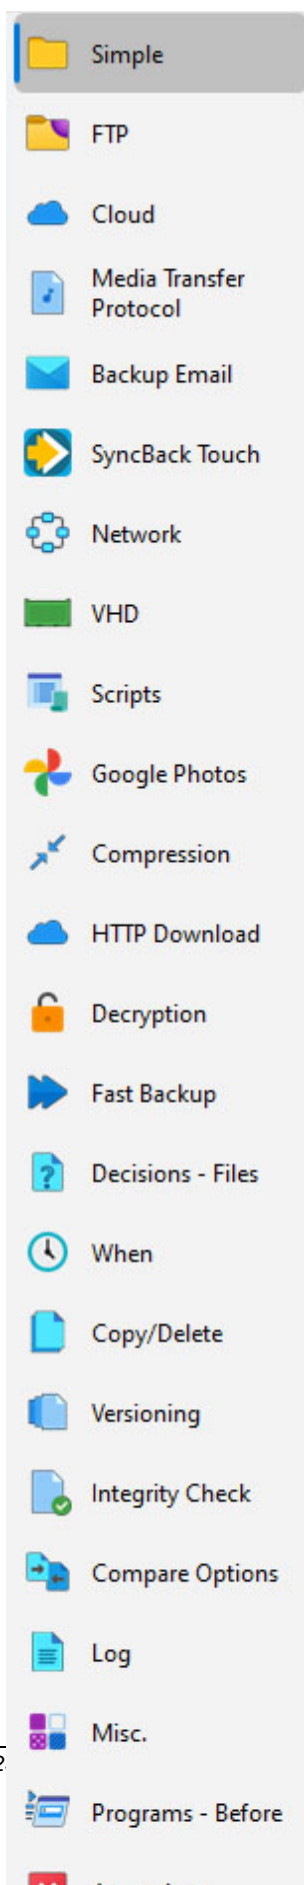 Simple
FTP
Cloud
Media Transfer
Protocol
Backup Email
SyncBack Touch
Network
VHD
Scripts
Google Photos
Compression
HTTP Download
Decryption
Fast Backup
Decisions - Files
When
Copy/Delete
Versioning
Integrity Check
Compare Options
Log
Misc.
2
Programs - Before